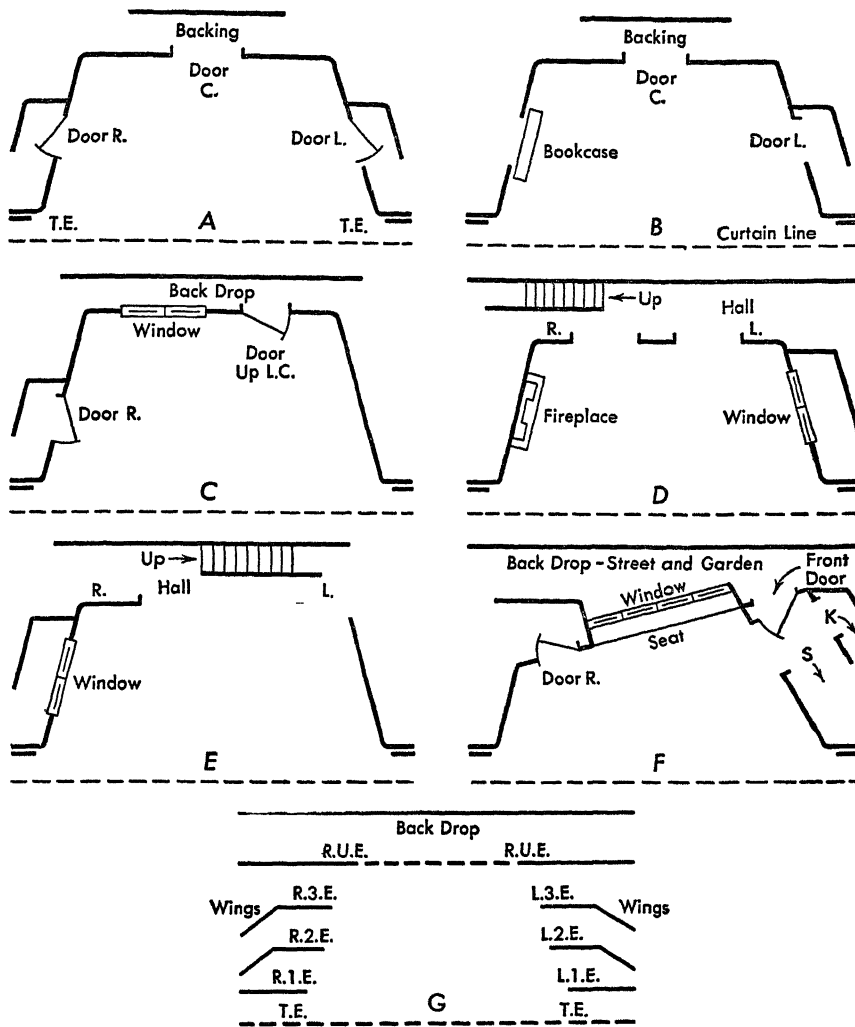 Backing
Door
C.
Door R.
Door L.
T.E.
A
T.E.
Backing
Door
C.
Bookcase
Door L.
B
Curtain Line
Back Drop
Window
Door
Up L.C.
Door R.
C
Up
Hall
R.
L.
Fireplace
Window
D
Up
Hall
R.
L.
Window
E
Back Drop - Street and Garden
Front
Door
Window
K
Seat
S
Door R.
F
Back Drop
R.U.E.
R.U.E.
R.3.E.
L.3.E.
Wings
Wings
R.2.E.
L.2.E.
R.1.E.
L.1.E.
T.E.
G
T.E.